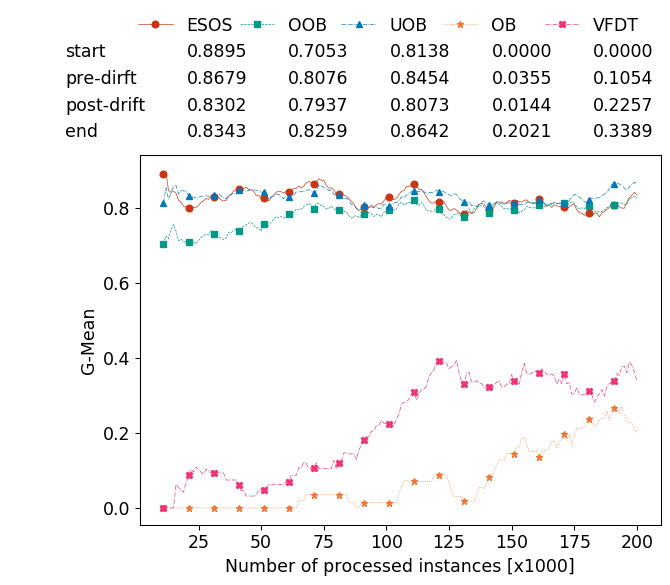 ESOS OOB UOB OB VFDT
start 0.8895 0.7053 0.8138 0.0000 0.0000
pre-dirft 0.8679 0.8076 0.8454 0.0355 0.1054
post-drift 0.8302 0.7937 0.8073 0.0144 0.2257
end 0.8343 0.8259 0.8642 0.2021 0.3389
G-Mean
0.8
0.6
0.4
0.2
0.0
25 50 75 100 125 150 175 200
Number of processed instances [x1000]